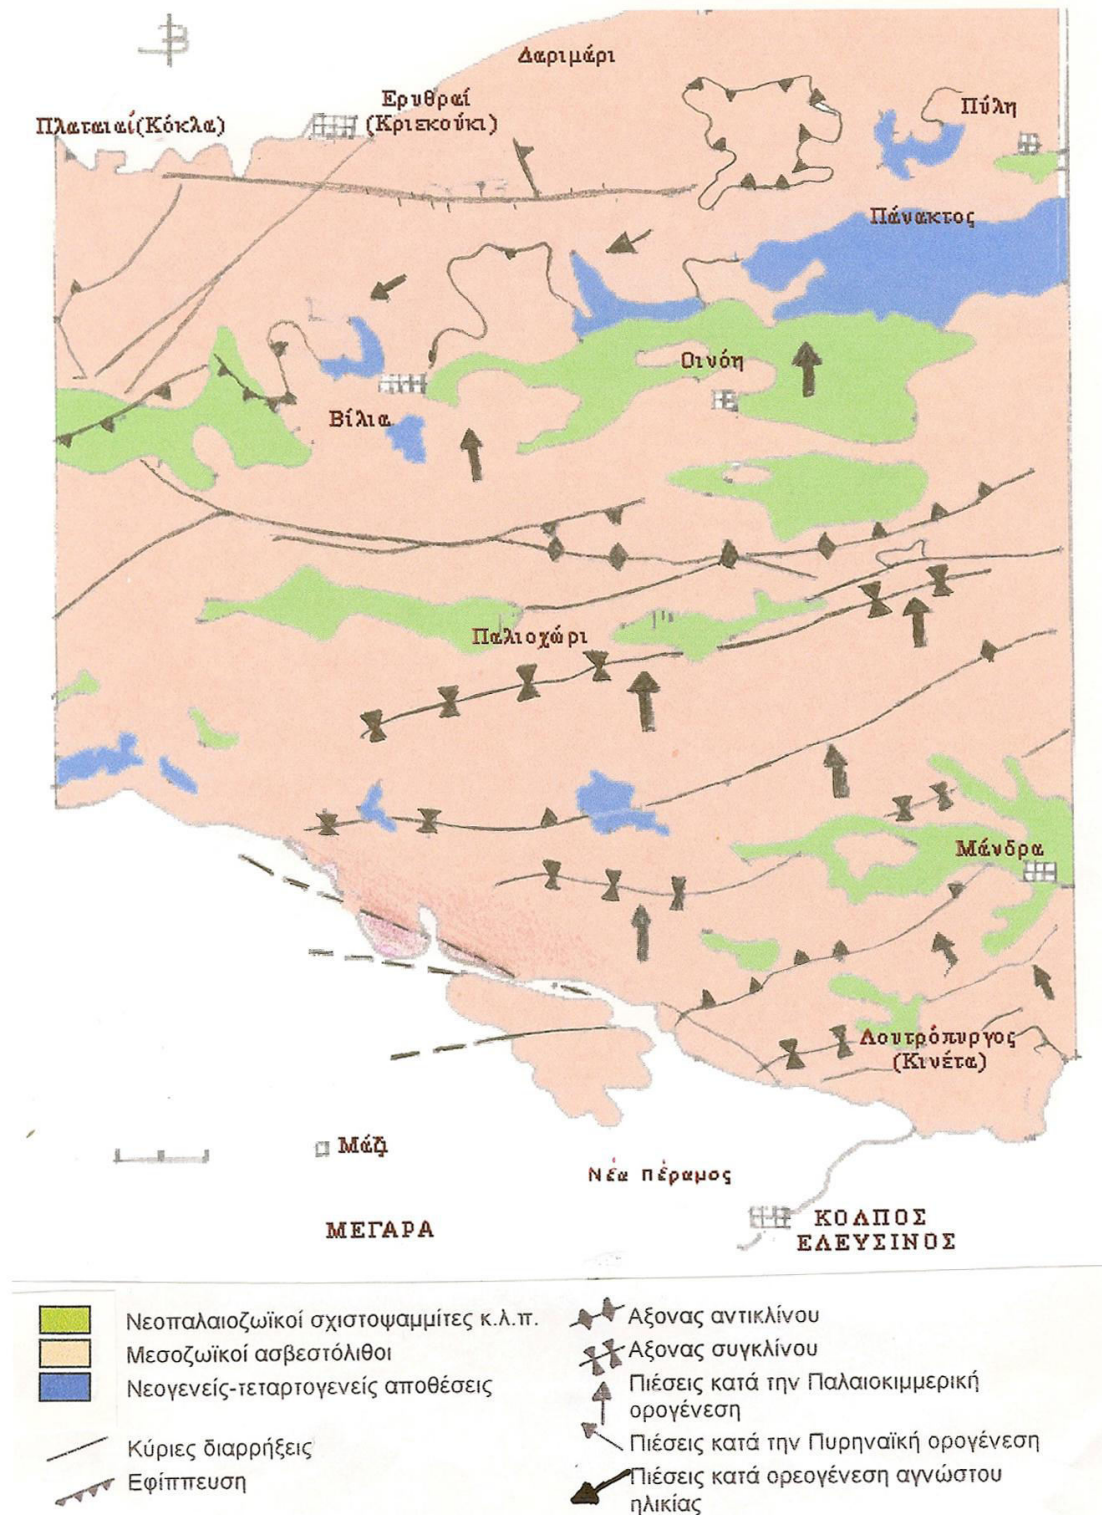 Β
Δαριμάρι
Ερυθραί
(Κριεκούκι)
Πλαταιαί(Κόκλα)
Πύλη
Πάνακτος
Οινόη
Βίλια
Παλιοχώρι
Μάνδρα
Λουτρόπυργος
(Κινέτα)
Μάζι
Νέα πέραμος
ΜΕΓΑΡΑ
ΚΟΛΠΟΣ
ΕΛΕΥΣΙΝΟΣ
Νεοπαλαιοζωϊκοί σχιστοψαμμίτες κ.λ.π.
Μεσοζωϊκοί ασβεστόλιθοι
Νεογενείς-τεταρτογενείς αποθέσεις
Κύριες διαρρήξεις
Εφίππευση
Αξονας αντικλίνου
Αξονας συγκλίνου
Πιέσεις κατά την Παλαιοκιμμερική
ορογένεση
Πιέσεις κατά την Πυρηναϊκή ορογένεση
Πιέσεις κατά ορεογένεση αγνώστου
ηλικίας